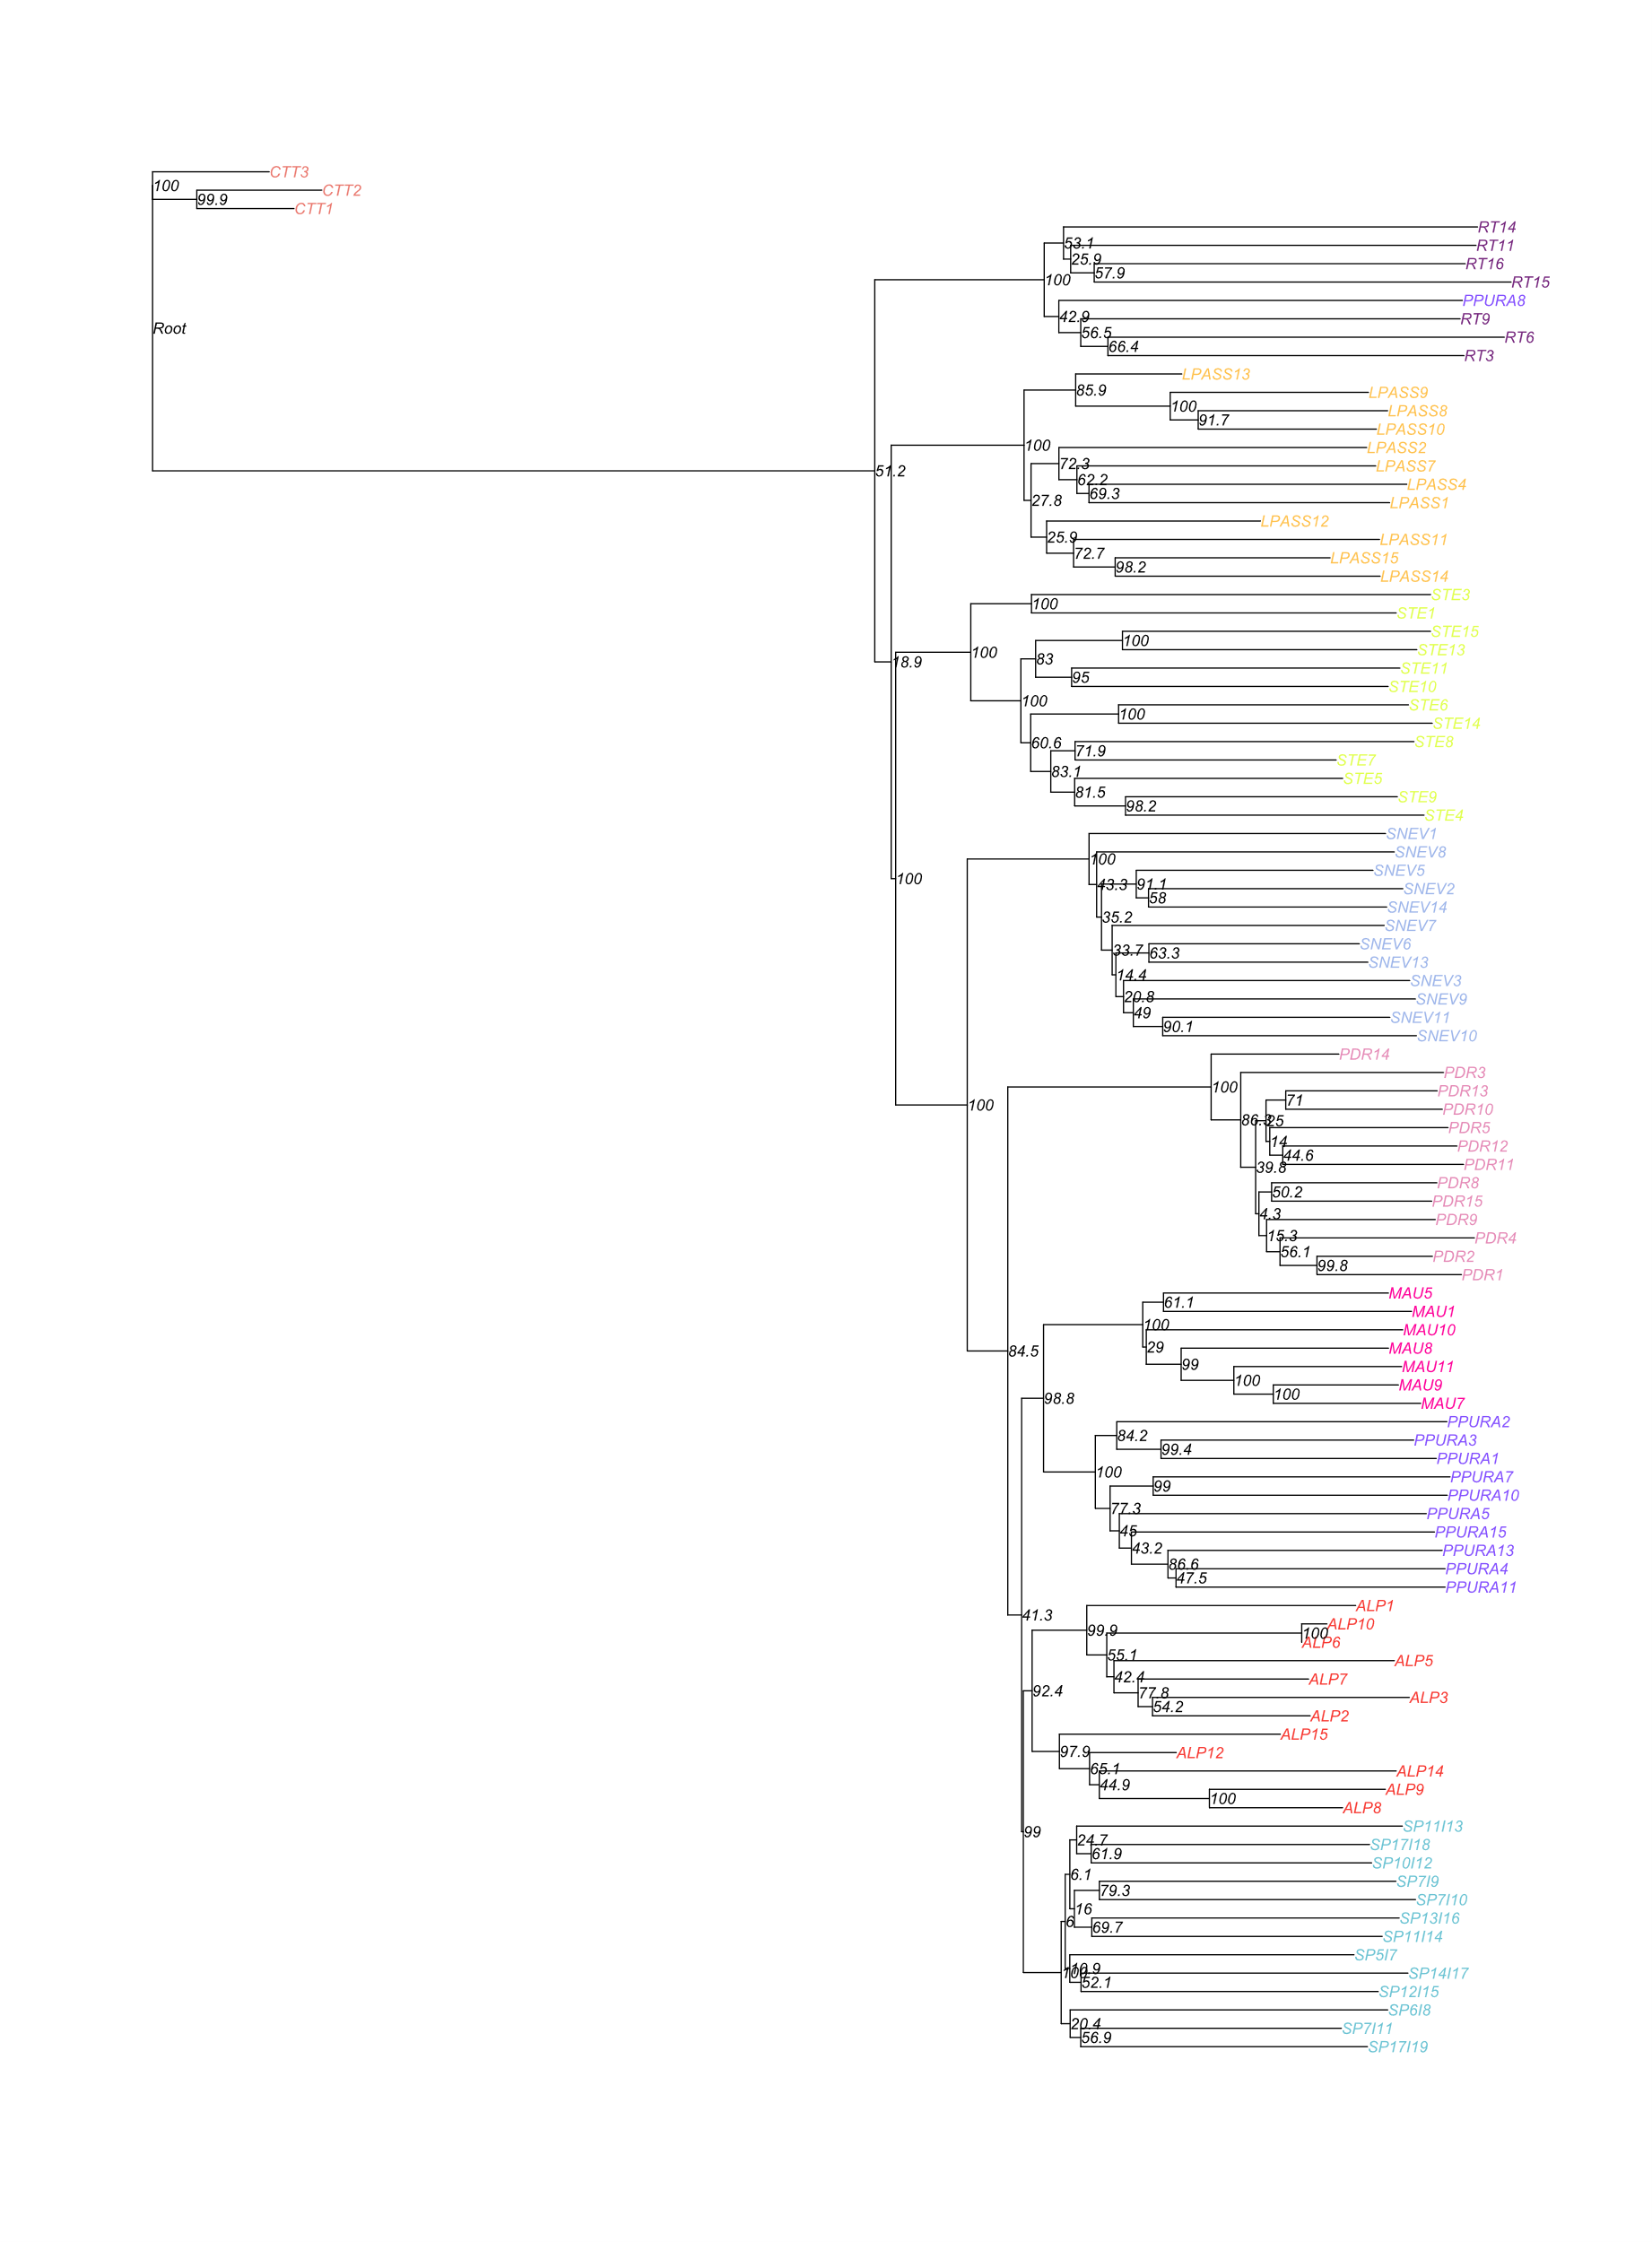 CTT3
100
CTT2
99.9
CTT1
RT14
53.1
RT11
25.9
RT16
57.9
100
RT15
PPURA8
42.9
RT9
Root
56.5
RT6
66.4
RT3
LPASS13
85.9
LPASS9
100
LPASS8
91.7
LPASS10
100
LPASS2
72.3
LPASS7
51.2
62.2
LPASS4
69.3
27.8
LPASS1
LPASS12
25.9
LPASS11
72.7
LPASS15
98.2
LPASS14
STE3
100
STE1
STE15
100
STE13
100
83
18.9
STE11
95
STE10
100
STE6
100
STE14
60.6
STE8
71.9
STE7
83.1
STE5
81.5
STE9
98.2
STE4
SNEV1
100
SNEV8
100
SNEV5
43.3
91.1
SNEV2
58
SNEV14
35.2
SNEV7
SNEV6
33.7
63.3
SNEV13
14.4
SNEV3
20.8
SNEV9
49
SNEV11
90.1
SNEV10
PDR14
PDR3
100
PDR13
71
100
PDR10
86.3
25
PDR5
14
PDR12
44.6
PDR11
39.8
PDR8
50.2
PDR15
4.3
PDR9
15.3
PDR4
56.1
PDR2
99.8
PDR1
MAU5
61.1
MAU1
100
MAU10
29
MAU8
84.5
99
MAU11
100
MAU9
100
98.8
MAU7
PPURA2
84.2
PPURA3
99.4
PPURA1
100
PPURA7
99
PPURA10
77.3
PPURA5
45
PPURA15
43.2
PPURA13
86.6
PPURA4
47.5
PPURA11
ALP1
41.3
ALP10
99.9
100
ALP6
55.1
ALP5
42.4
ALP7
92.4
77.8
ALP3
54.2
ALP2
ALP15
97.9
ALP12
65.1
ALP14
44.9
ALP9
100
ALP8
SP11I13
99
24.7
SP17I18
61.9
SP10I12
6.1
SP7I9
79.3
SP7I10
16
SP13I16
6
69.7
SP11I14
SP5I7
10.9
100
SP14I17
52.1
SP12I15
SP6I8
20.4
SP7I11
56.9
SP17I19